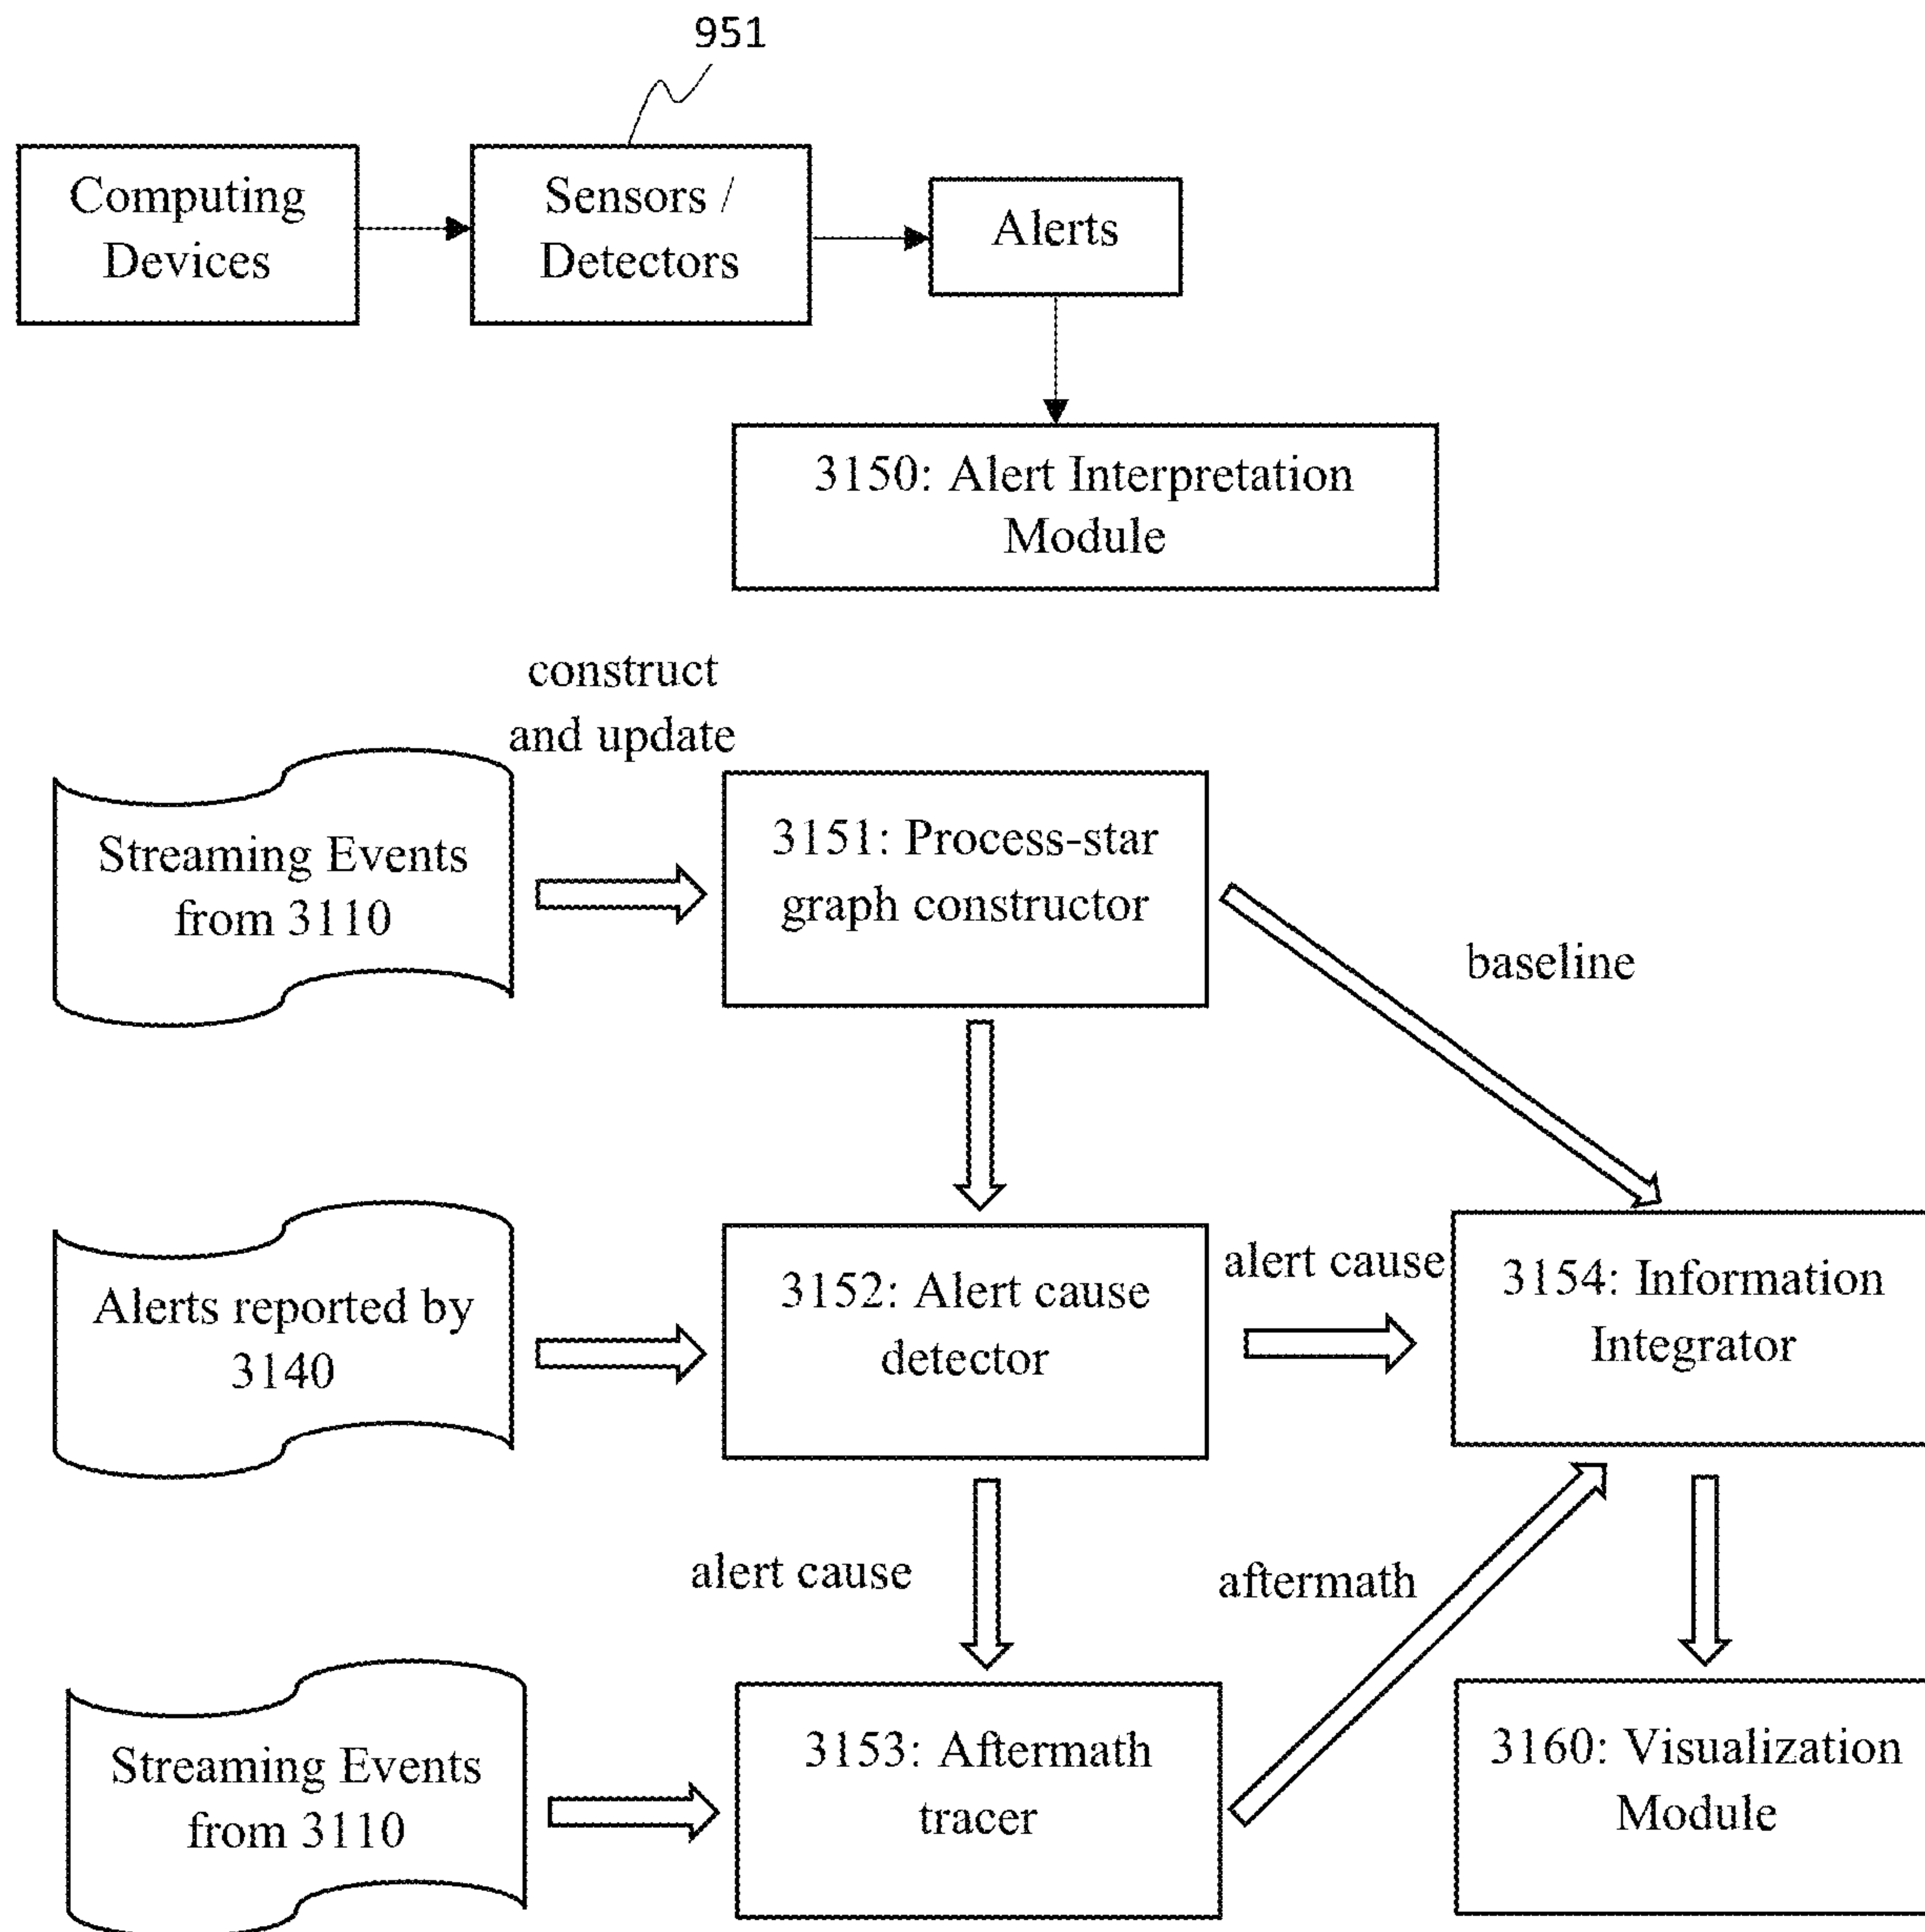 951
Computing
Devices
Sensors /
Detectors
Alerts
3150: Alert Interpretation
Module
construct
and update
Streaming Events
from 3110
3151: Process-star
graph constructor
baseline
Alerts reported by
3140
3152: Alert cause
detector
alert cause
3154: Information
Integrator
alert cause
aftermath
Streaming Events
from 3110
3153: Aftermath
tracer
3160: Visualization
Module